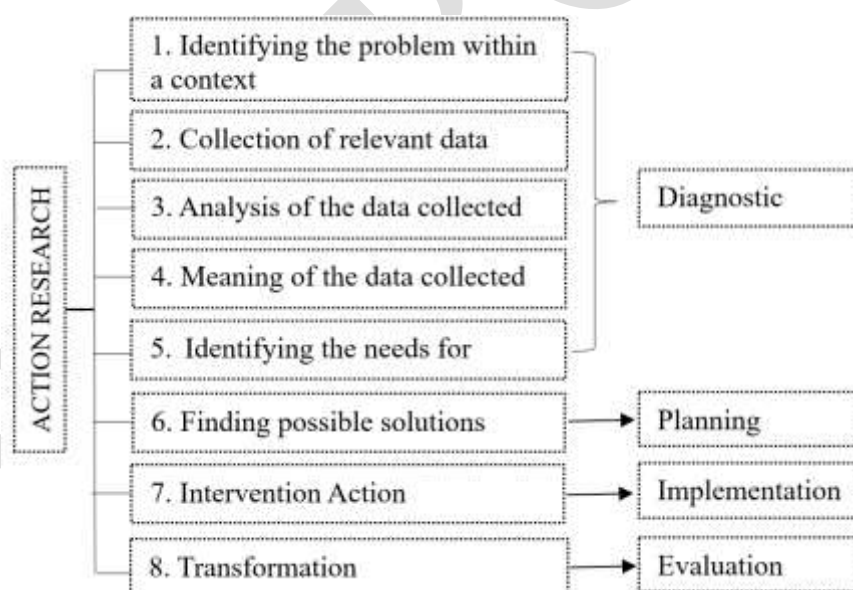 ACTION RESEARCH
1. Identifying the problem within
a context
2. Collection of relevant data
3. Analysis of the data collected
4. Meaning of the data collected
5. Identifying the needs for
6. Finding possible solutions
7. Intervention Action
8. Transformation
Diagnostic
Planning
Implementation
Evaluation